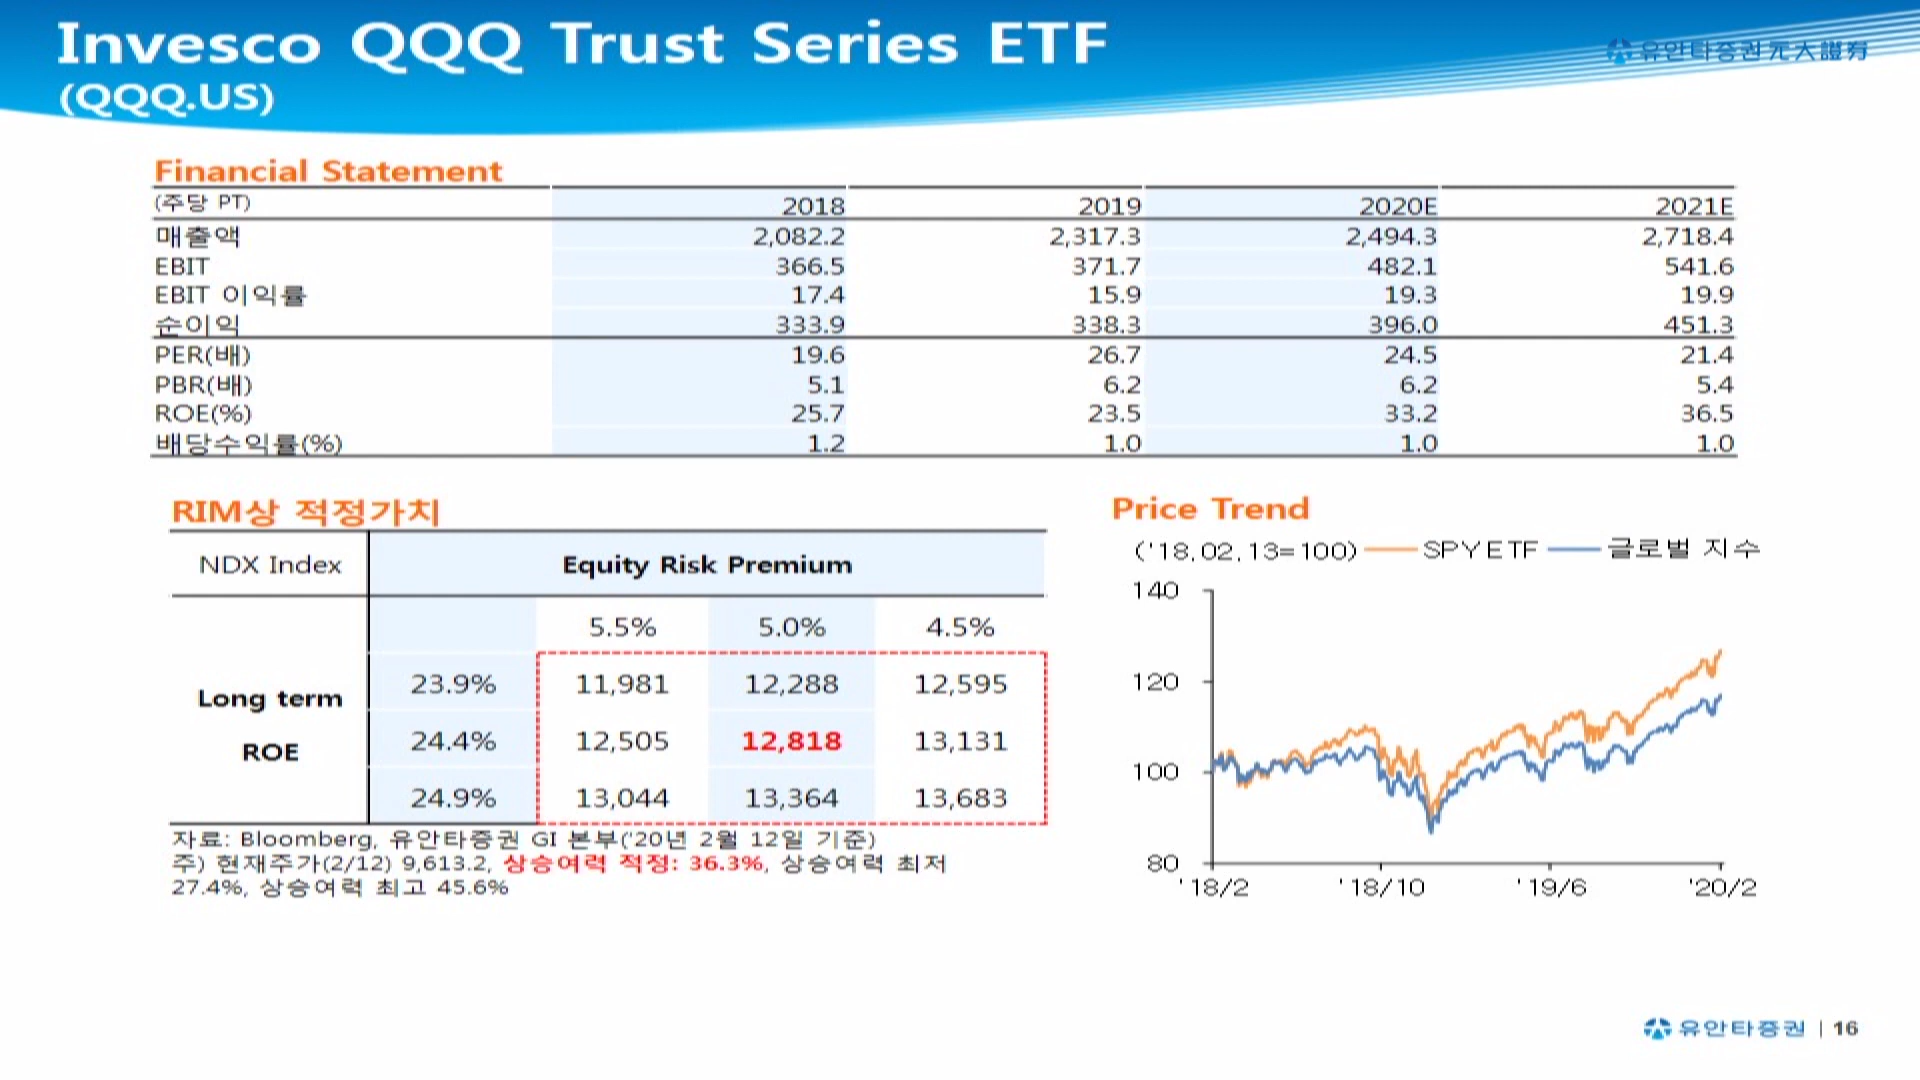 Invesco QQQ Trust Series ETF
(QQQ.US)
유안타증권 元大證券
Financial Statement
(주당 PT) 2018 2019 2020E 2021E
매출액 2,082.2 2,317.3 2,494.3 2,718.4
EBIT 366.5 371.7 482.1 541.6
EBIT 이익률 17.4 15.9 19.3 19.9
순이익 333.9 338.3 396.0 451.3
PER(배) 19.6 26.7 24.5 21.4
PBR(배) 5.1 6.2 6.2 5.4
ROE(%) 25.7 23.5 33.2 36.5
배당수익률(%) 1.2 1.0 1.0 1.0
RIM상 적정가치
NDX Index Equity Risk Premium
5.5% 5.0% 4.5%
Long term ROE
23.9% 11,981 12,288 12,595
24.4% 12,505 12,818 13,131
24.9% 13,044 13,364 13,683
자료: Bloomberg, 유안타증권 GI 본부('20년 2월 12일 기준)
주) 현재주가(2/12) 9,613.2, 상승여력 적정: 36.3%, 상승여력 최저
27.4%, 상승여력 최고 45.6%
Price Trend
('18.02.13=100) SPY ETF 글로벌 지수
140
120
100
80
'18/2 '18/10 '19/6 '20/2
유안타증권 | 16